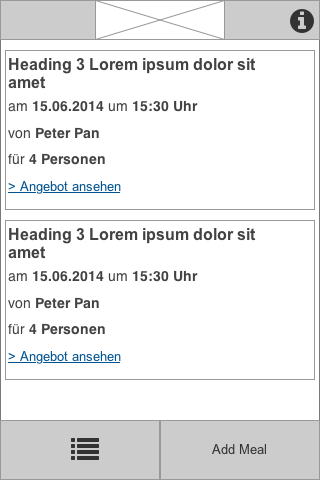 Heading 3 Lorem ipsum dolor sit
amet
am 15.06.2014 um 15:30 Uhr
von Peter Pan
für 4 Personen
> Angebot ansehen
Heading 3 Lorem ipsum dolor sit
amet
am 15.06.2014 um 15:30 Uhr
von Peter Pan
für 4 Personen
> Angebot ansehen
Add Meal